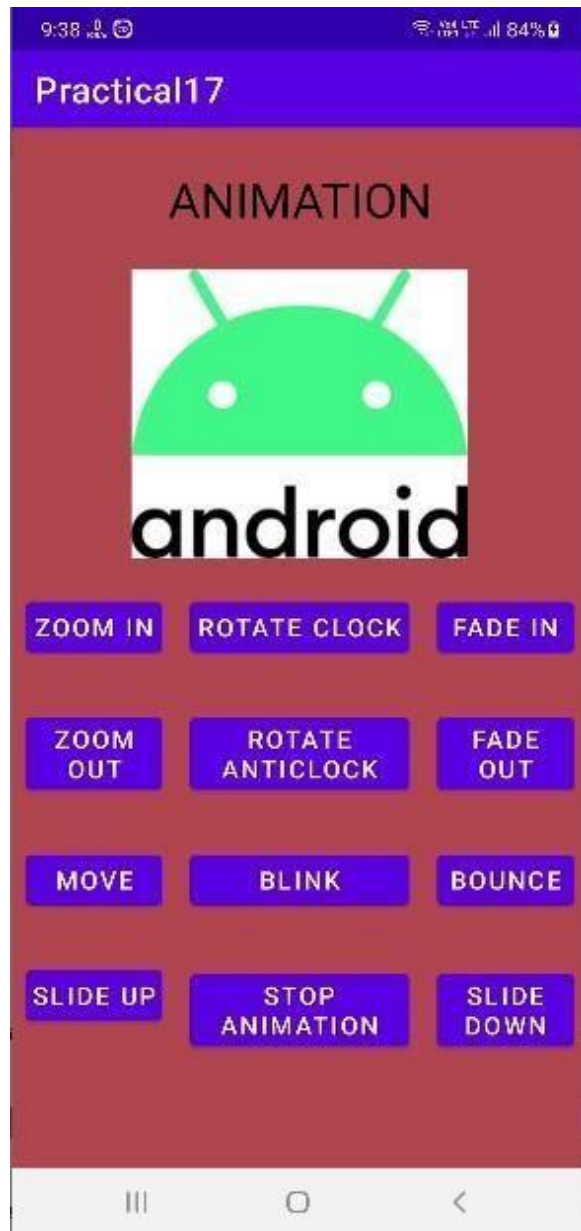 9:38 84%
Practical17
ANIMATION
android
ZOOM IN ROTATE CLOCK FADE IN
ZOOM OUT
ROTATE ANTICLOCK
FADE OUT
MOVE BLINK BOUNCE
SLIDE UP
STOP ANIMATION
SLIDE DOWN